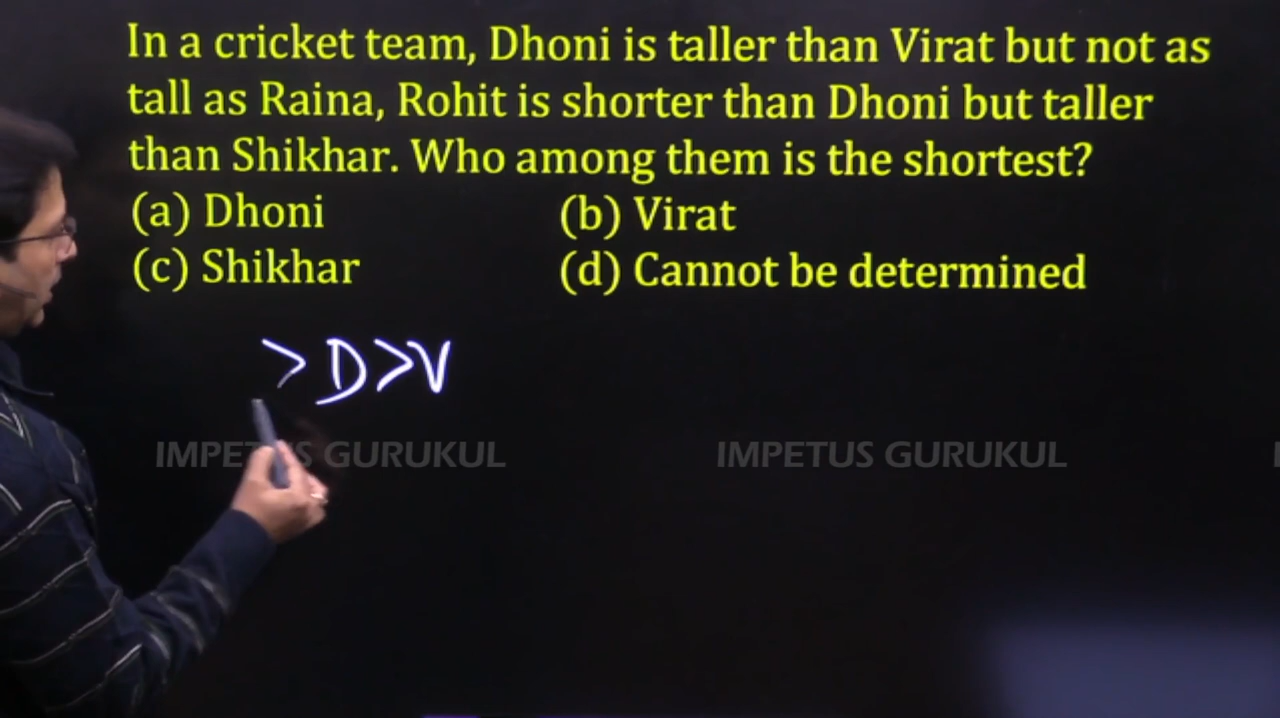 In a cricket team, Dhoni is taller than Virat but not as
tall as Raina, Rohit is shorter than Dhoni but taller
than Shikhar. Who among them is the shortest?
(a) Dhoni (b) Virat
(c) Shikhar (d) Cannot be determined
> D > V
IMPETUS GURUKUL IMPETUS GURUKUL